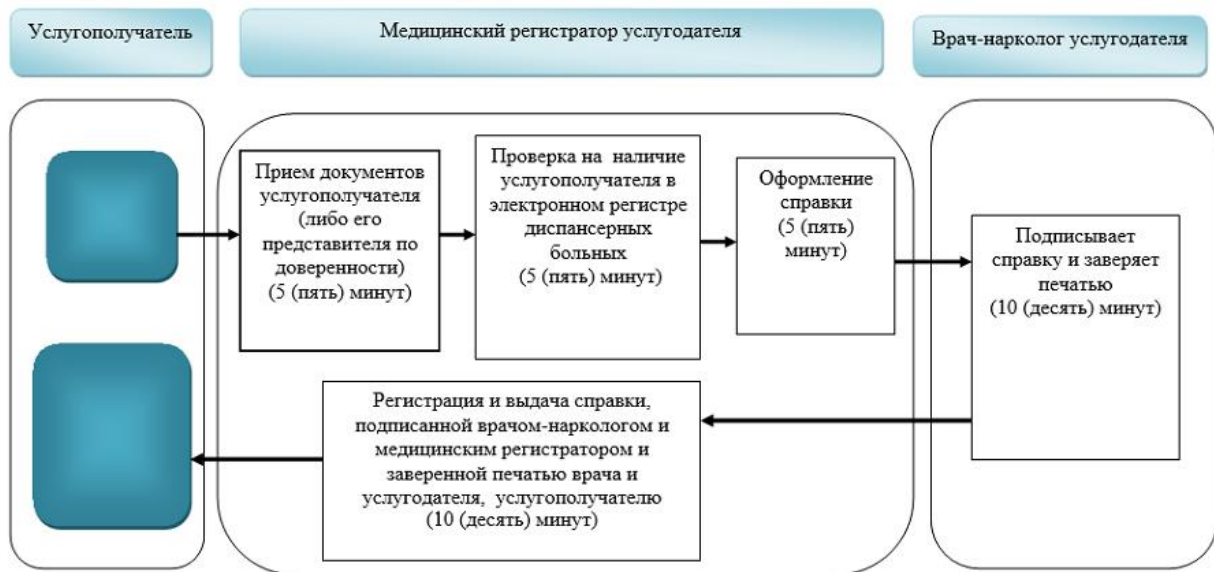 Услугополучатель
Медицинский регистратор услугодателя
Врач-нарколог услугодателя
Прием документов
услугополучателя
(либо его
представителя по
доверенности)
(5 (пять) минут)
Проверка на наличие
услугополучателя в
электронном регистре
диспансерных
больных
(5 (пять) минут)
Оформление
справки
(5 (пять)
минут)
Подписывает
справку и заверяет
печатью
(10 (десять) минут)
Регистрация и выдача справки,
подписанной врачом-наркологом и
медицинским регистратором и
заверенной печатью врача и
услугодателя, услугополучателю
(10 (десять) минут)